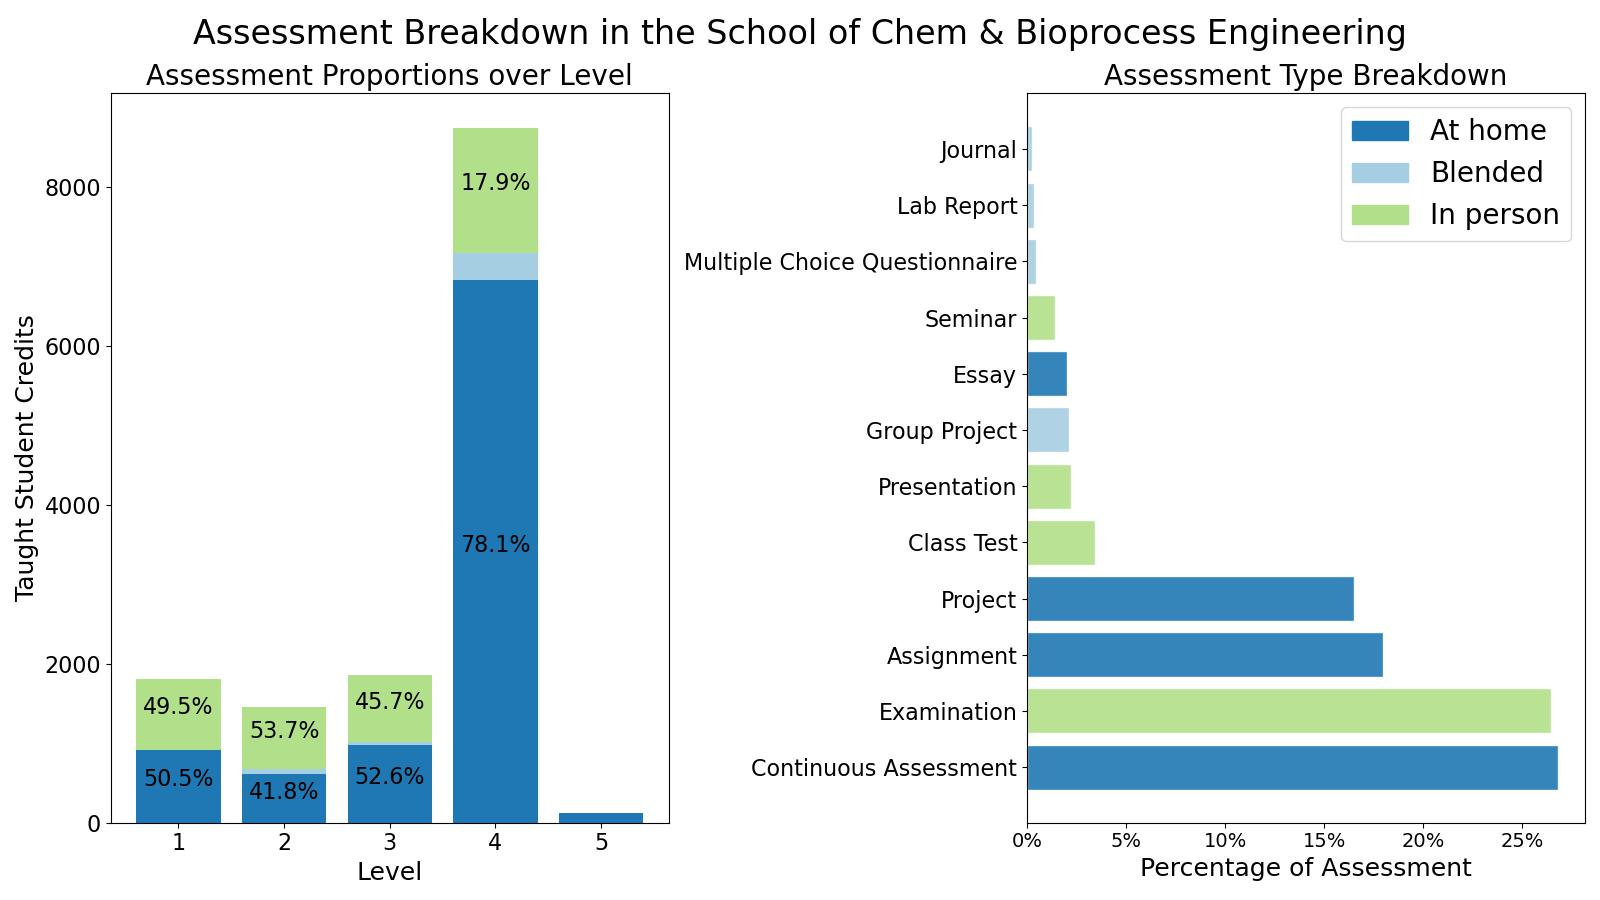 Assessment Breakdown in the School of Chem & Bioprocess Engineering
Assessment Proportions over Level
Taught Student Credits
8000
6000
4000
2000
0
17.9%
78.1%
49.5%
50.5%
53.7%
41.8%
45.7%
52.6%
1 2 3 4 5
Level
Assessment Type Breakdown
At home
Blended
In person
Journal
Lab Report
Multiple Choice Questionnaire
Seminar
Essay
Group Project
Presentation
Class Test
Project
Assignment
Examination
Continuous Assessment
0% 5% 10% 15% 20% 25%
Percentage of Assessment